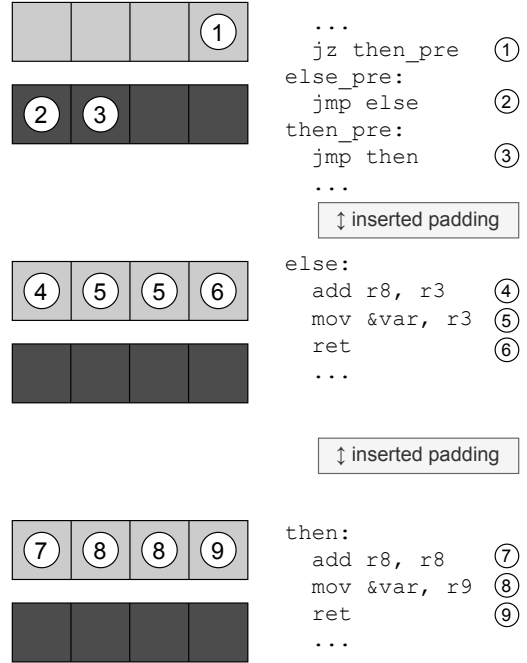 ①
② ③
④ ⑤ ⑤ ⑥
⑦ ⑧ ⑧ ⑨
...
jz then_pre ①
else_pre:
jmp else ②
then_pre:
jmp then ③
...
↕ inserted padding
else:
add r8, r3 ④
mov &var, r3 ⑤
ret ⑥
...
↕ inserted padding
then:
add r8, r8 ⑦
mov &var, r9 ⑧
ret ⑨
...